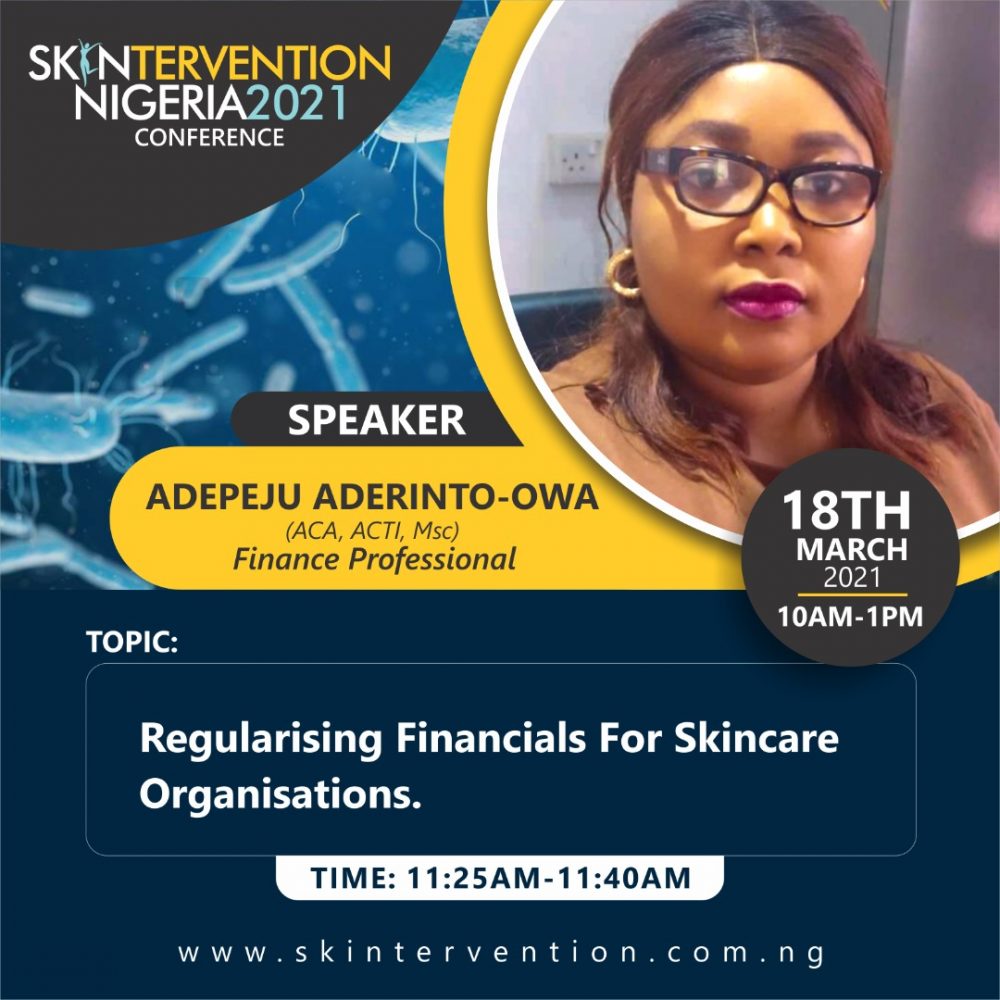 SKINTERVENTION
NIGERIA2021
CONFERENCE
SPEAKER
ADEPEJU ADERINTO-OWA
(ACA, ACTI, Msc)
Finance Professional
18TH
MARCH
2021
10AM-1PM
TOPIC:
Regularising Financials For Skincare
Organisations.
TIME: 11:25AM-11:40AM
www.skintervention.com.ng